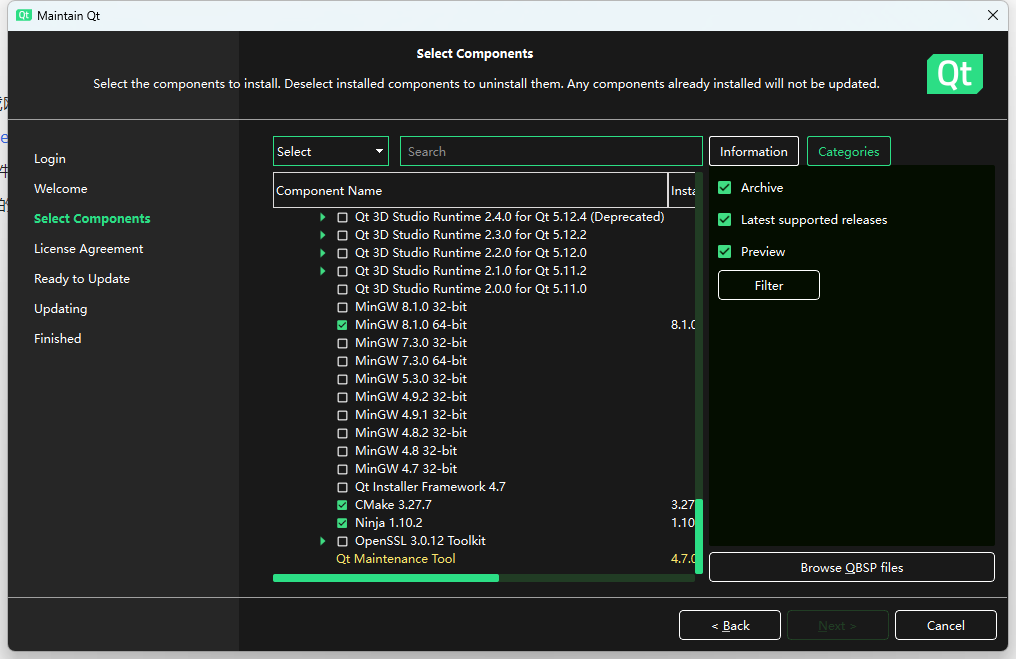 Qt Maintain Qt
Select Components
Select the components to install. Deselect installed components to uninstall them. Any components already installed will not be updated.
Qt
Login
Welcome
Select Components
License Agreement
Ready to Update
Updating
Finished
Select
Search
Information
Categories
Component Name
Insta
Qt 3D Studio Runtime 2.4.0 for Qt 5.12.4 (Deprecated)
Qt 3D Studio Runtime 2.3.0 for Qt 5.12.2
Qt 3D Studio Runtime 2.2.0 for Qt 5.12.0
Qt 3D Studio Runtime 2.1.0 for Qt 5.11.2
Qt 3D Studio Runtime 2.0.0 for Qt 5.11.0
MinGW 8.1.0 32-bit
MinGW 8.1.0 64-bit 8.1.0
MinGW 7.3.0 32-bit
MinGW 7.3.0 64-bit
MinGW 5.3.0 32-bit
MinGW 4.9.2 32-bit
MinGW 4.9.1 32-bit
MinGW 4.8.2 32-bit
MinGW 4.8 32-bit
MinGW 4.7 32-bit
Qt Installer Framework 4.7
CMake 3.27.7 3.27
Ninja 1.10.2 1.10
OpenSSL 3.0.12 Toolkit
Qt Maintenance Tool 4.7.0
Archive
Latest supported releases
Preview
Filter
Browse QBSP files
< Back
Next >
Cancel